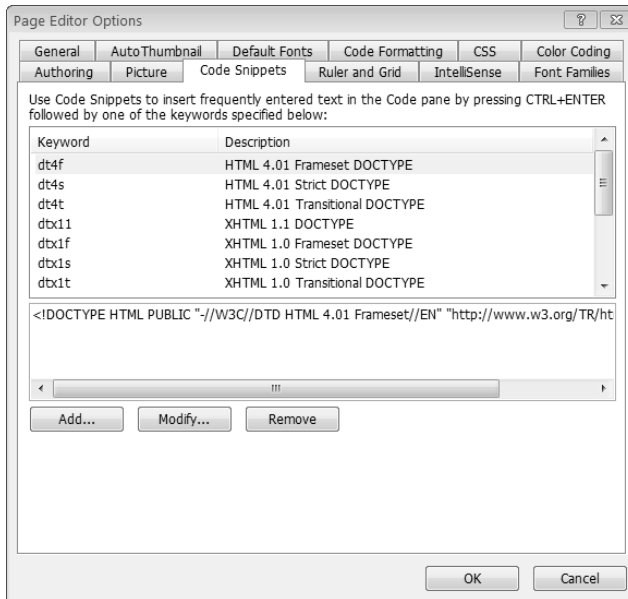 Page Editor Options
General AutoThumbnail Default Fonts Code Formatting CSS Color Coding
Authoring Picture Code Snippets Ruler and Grid IntelliSense Font Families
Use Code Snippets to insert frequently entered text in the Code pane by pressing CTRL+ENTER
followed by one of the keywords specified below:
Keyword Description
dt4f HTML 4.01 Frameset DOCTYPE
dt4s HTML 4.01 Strict DOCTYPE
dt4t HTML 4.01 Transitional DOCTYPE
dtx11 XHTML 1.1 DOCTYPE
dtx1f XHTML 1.0 Frameset DOCTYPE
dtx1s XHTML 1.0 Strict DOCTYPE
dtx1t XHTML 1.0 Transitional DOCTYPE
<!DOCTYPE HTML PUBLIC "-//W3C//DTD HTML 4.01 Frameset//EN" "http://www.w3.org/TR/ht
Add... Modify... Remove
OK Cancel